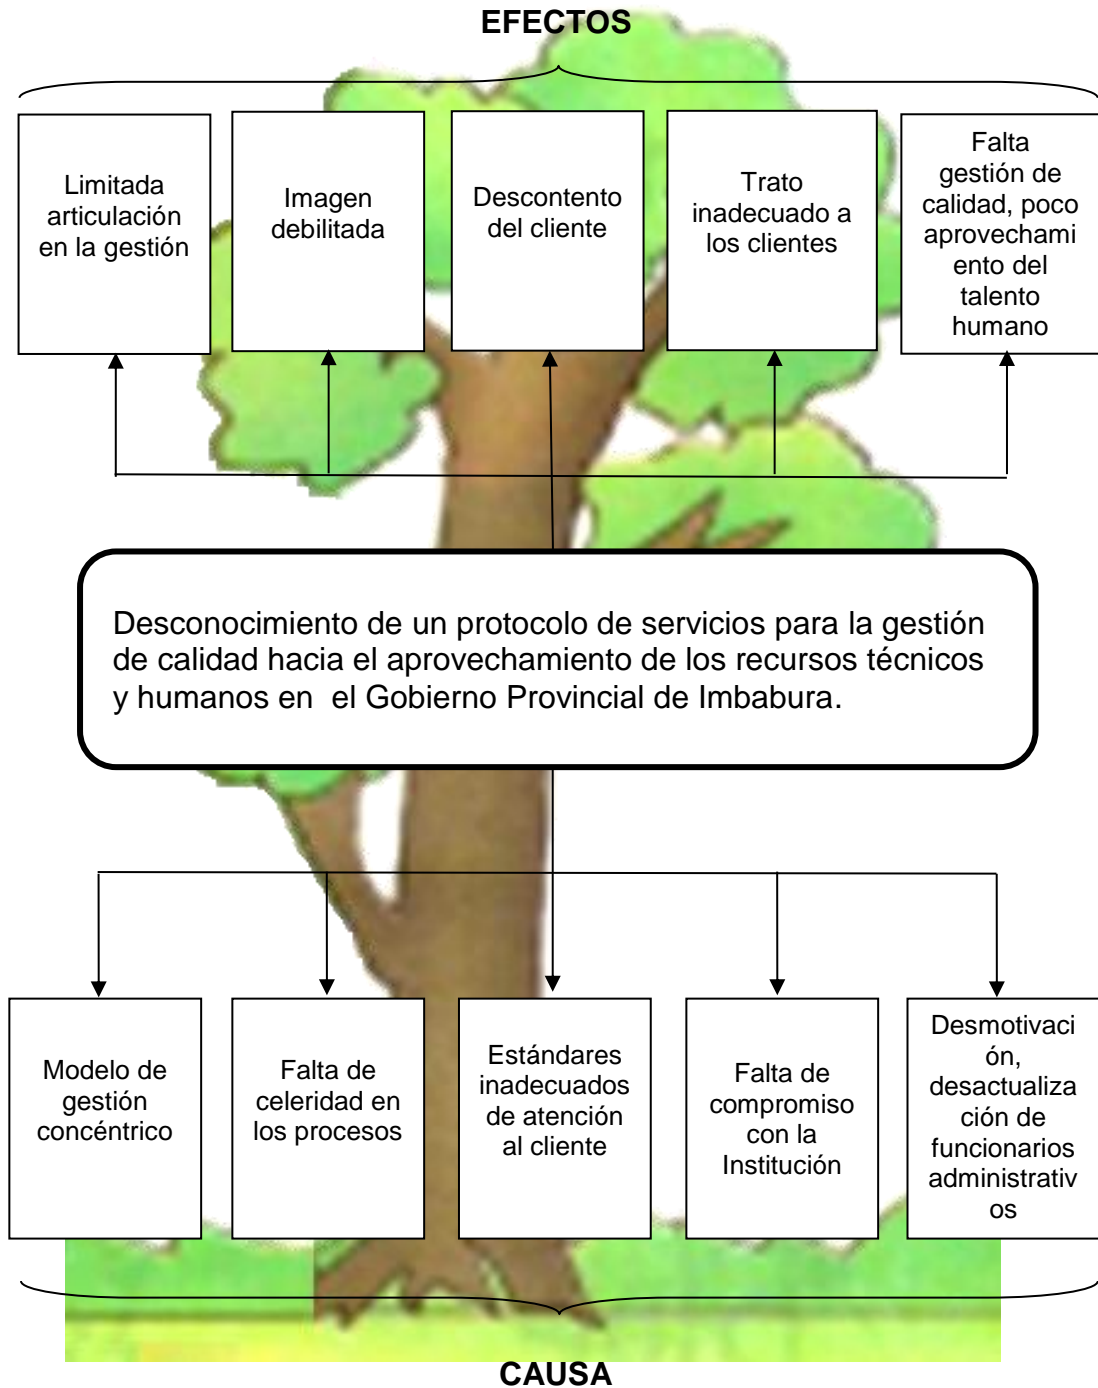 EFECTOS
Limitada
articulación
en la gestión
Imagen
debilitada
Descontento
del cliente
Trato
inadecuado a
los clientes
Falta
gestión de
calidad, poco
aprovechami
ento del
talento
humano
Desconocimiento de un protocolo de servicios para la gestión
de calidad hacia el aprovechamiento de los recursos técnicos
y humanos en  el Gobierno Provincial de Imbabura.
Modelo de
gestión
concéntrico
Falta de
celeridad en
los procesos
Estándares
inadecuados
de atención
al cliente
Falta de
compromiso
con la
Institución
Desmotivaci
ón,
desactualiza
ción de
funcionarios
administrativ
os
CAUSA